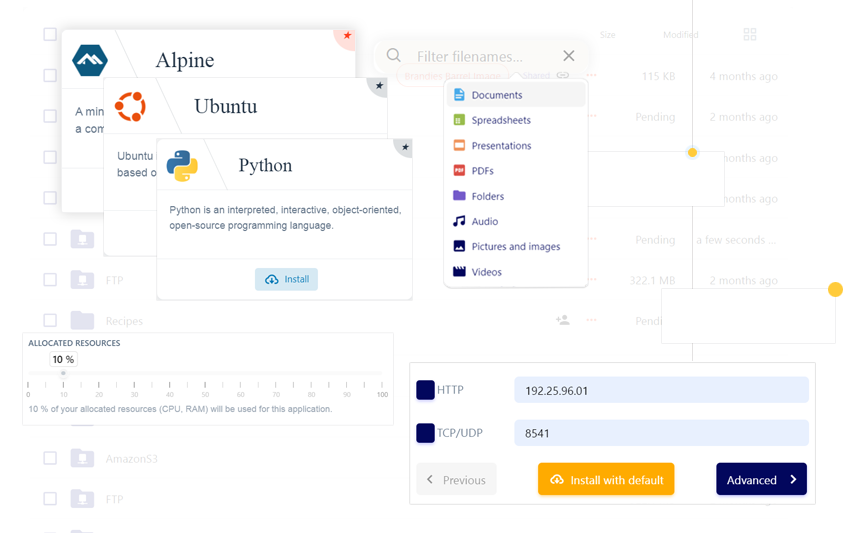 Size
Modified
Alpine
Filter filenames...
Shared
115 KB
4 months ago
A min
a com
Ubuntu
Documents
Spreadsheets
Pending
2 months ago
Ubuntu
based o
Python
Presentations
months ago
PDFs
Folders
months ago
Python is an interpreted, interactive, object-oriented,
open-source programming language.
Audio
Pending
a few seconds ...
Pictures and images
Videos
Install
FTP
322.1 MB
2 months ago
Recipes
Pendi
ALLOCATED RESOURCES
10 %
0 10 20 30 40 50 60 70 80 90 100
10 % of your allocated resources (CPU, RAM) will be used for this application.
HTTP
192.25.96.01
TCP/UDP
8541
AmazonS3
Previous
Install with default
Advanced
FTP